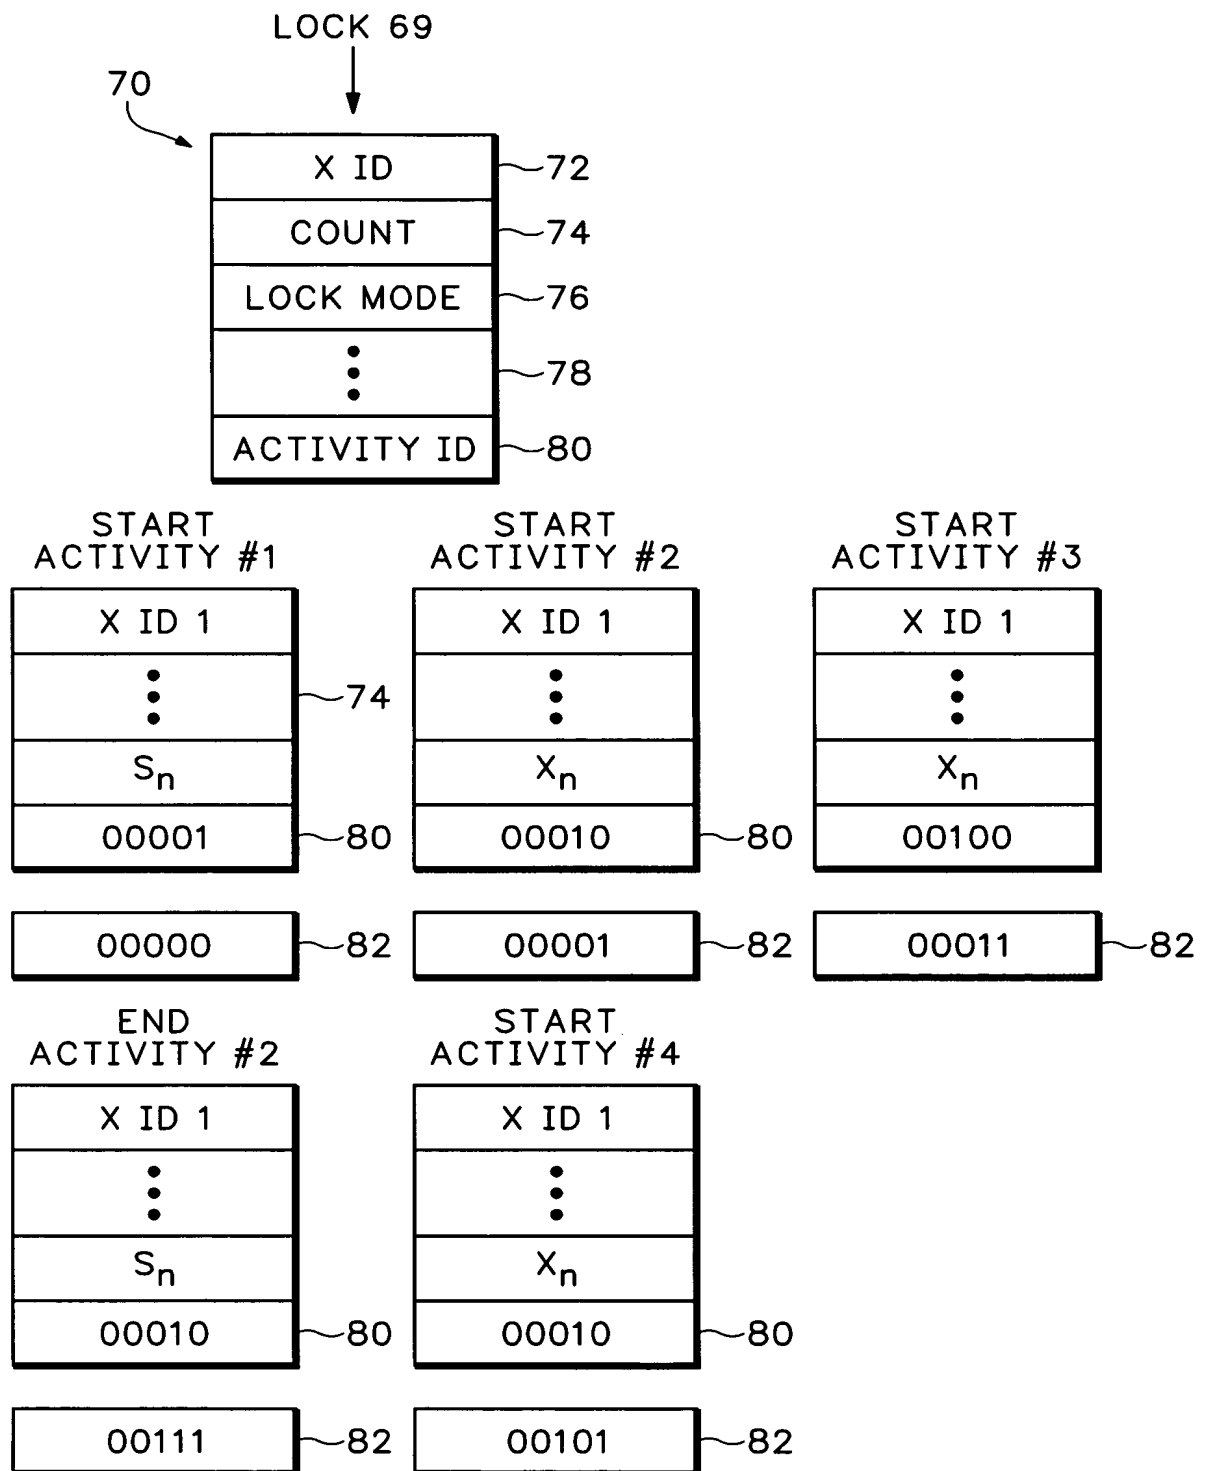 LOCK 69
70
X ID 72
COUNT 74
LOCK MODE 76
78
ACTIVITY ID 80
START ACTIVITY #1
X ID 1
74
Sn
00001 80
00000 82
START ACTIVITY #2
X ID 1
Xn
00010 80
00001 82
START ACTIVITY #3
X ID 1
Xn
00100
00011 82
END ACTIVITY #2
X ID 1
Sn
00010 80
00111 82
START ACTIVITY #4
X ID 1
Xn
00010 80
00101 82